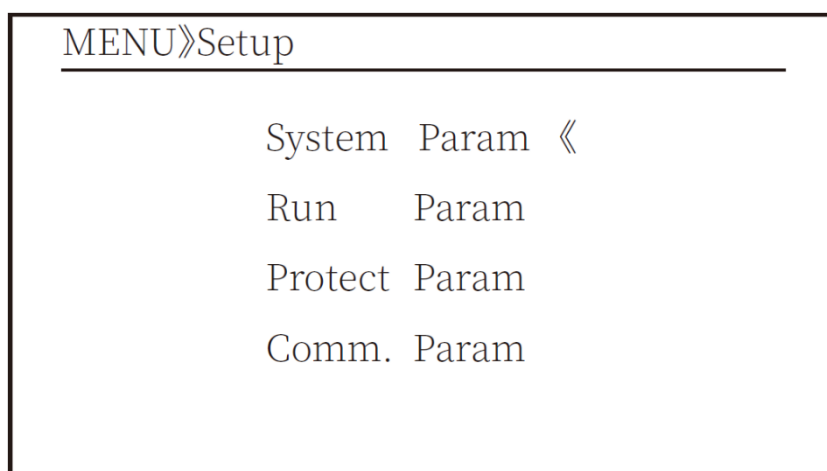 MENU》Setup
System Param 《
Run Param
Protect Param
Comm. Param